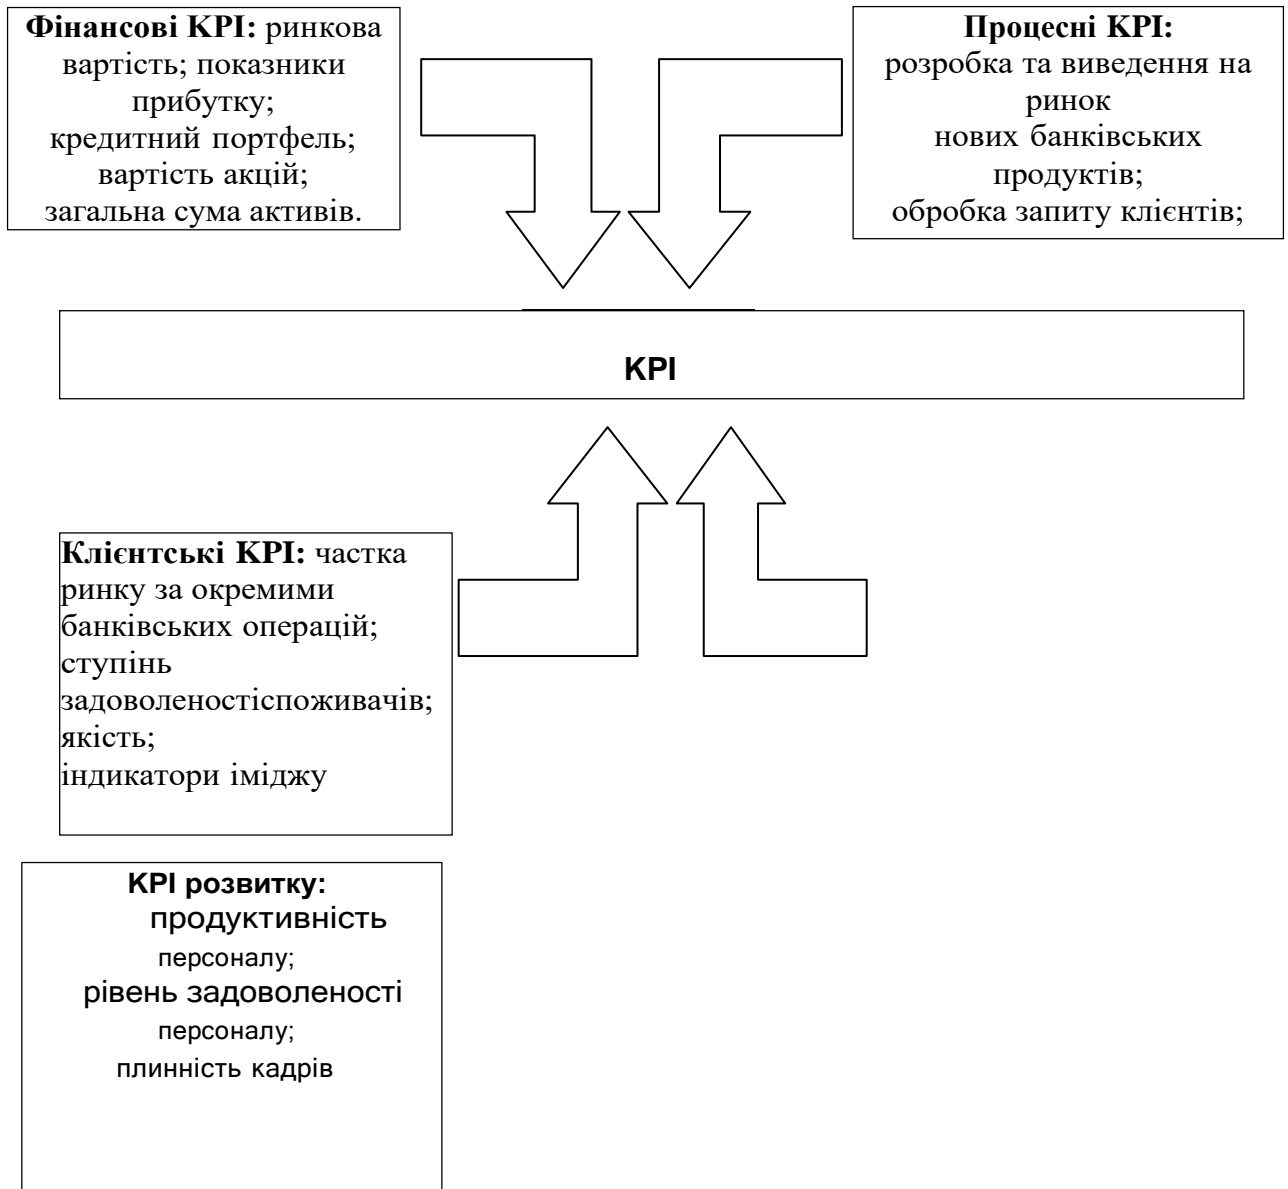 Фінансові KPI: ринкова
вартість; показники
прибутку;
кредитний портфель;
вартість акцій;
загальна сума активів.
Процесні KPI:
розробка та виведення на
ринок
нових банківських
продуктів;
обробка запиту клієнтів;
KPI
Клієнтські KPI: частка
ринку за окремими
банківських операцій;
ступінь
задоволеностіспоживачів;
якість;
індикатори іміджу
KPI розвитку:
продуктивність
персоналу;
рівень задоволеності
персоналу;
плинність кадрів